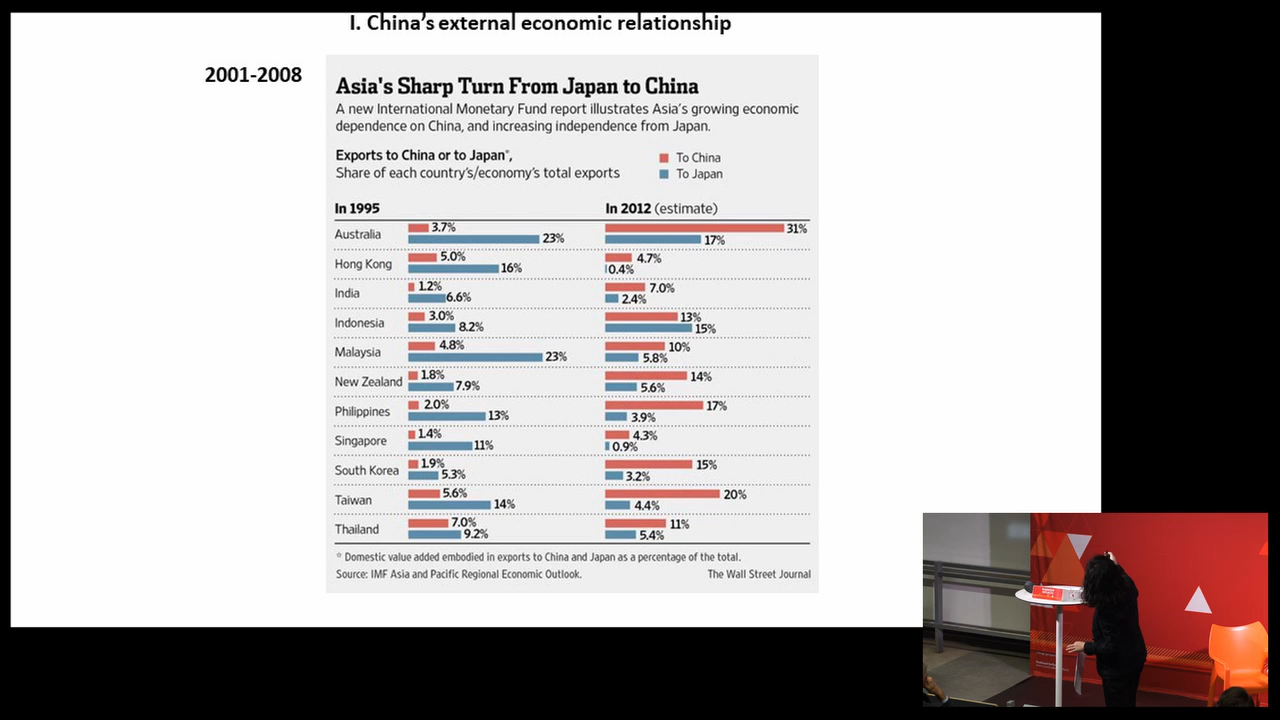 I. China's external economic relationship
2001-2008
Asia's Sharp Turn From Japan to China
A new International Monetary Fund report illustrates Asia's growing economic
dependence on China, and increasing independence from Japan.
Exports to China or to Japan*,
Share of each country's/economy's total exports
To China
To Japan
In 1995
In 2012 (estimate)
Australia 3.7% 23% 31% 17%
Hong Kong 5.0% 16% 4.7% 0.4%
India 1.2% 6.6% 7.0% 2.4%
Indonesia 3.0% 8.2% 13% 15%
Malaysia 4.8% 23% 10% 5.8%
New Zealand 1.8% 7.9% 14% 5.6%
Philippines 2.0% 13% 17% 3.9%
Singapore 1.4% 11% 4.3% 0.9%
South Korea 1.9% 5.3% 15% 3.2%
Taiwan 5.6% 14% 20% 4.4%
Thailand 7.0% 9.2% 11% 5.4%
* Domestic value added embodied in exports to China and Japan as a percentage of the total.
Source: IMF Asia and Pacific Regional Economic Outlook.
The Wall Street Journal